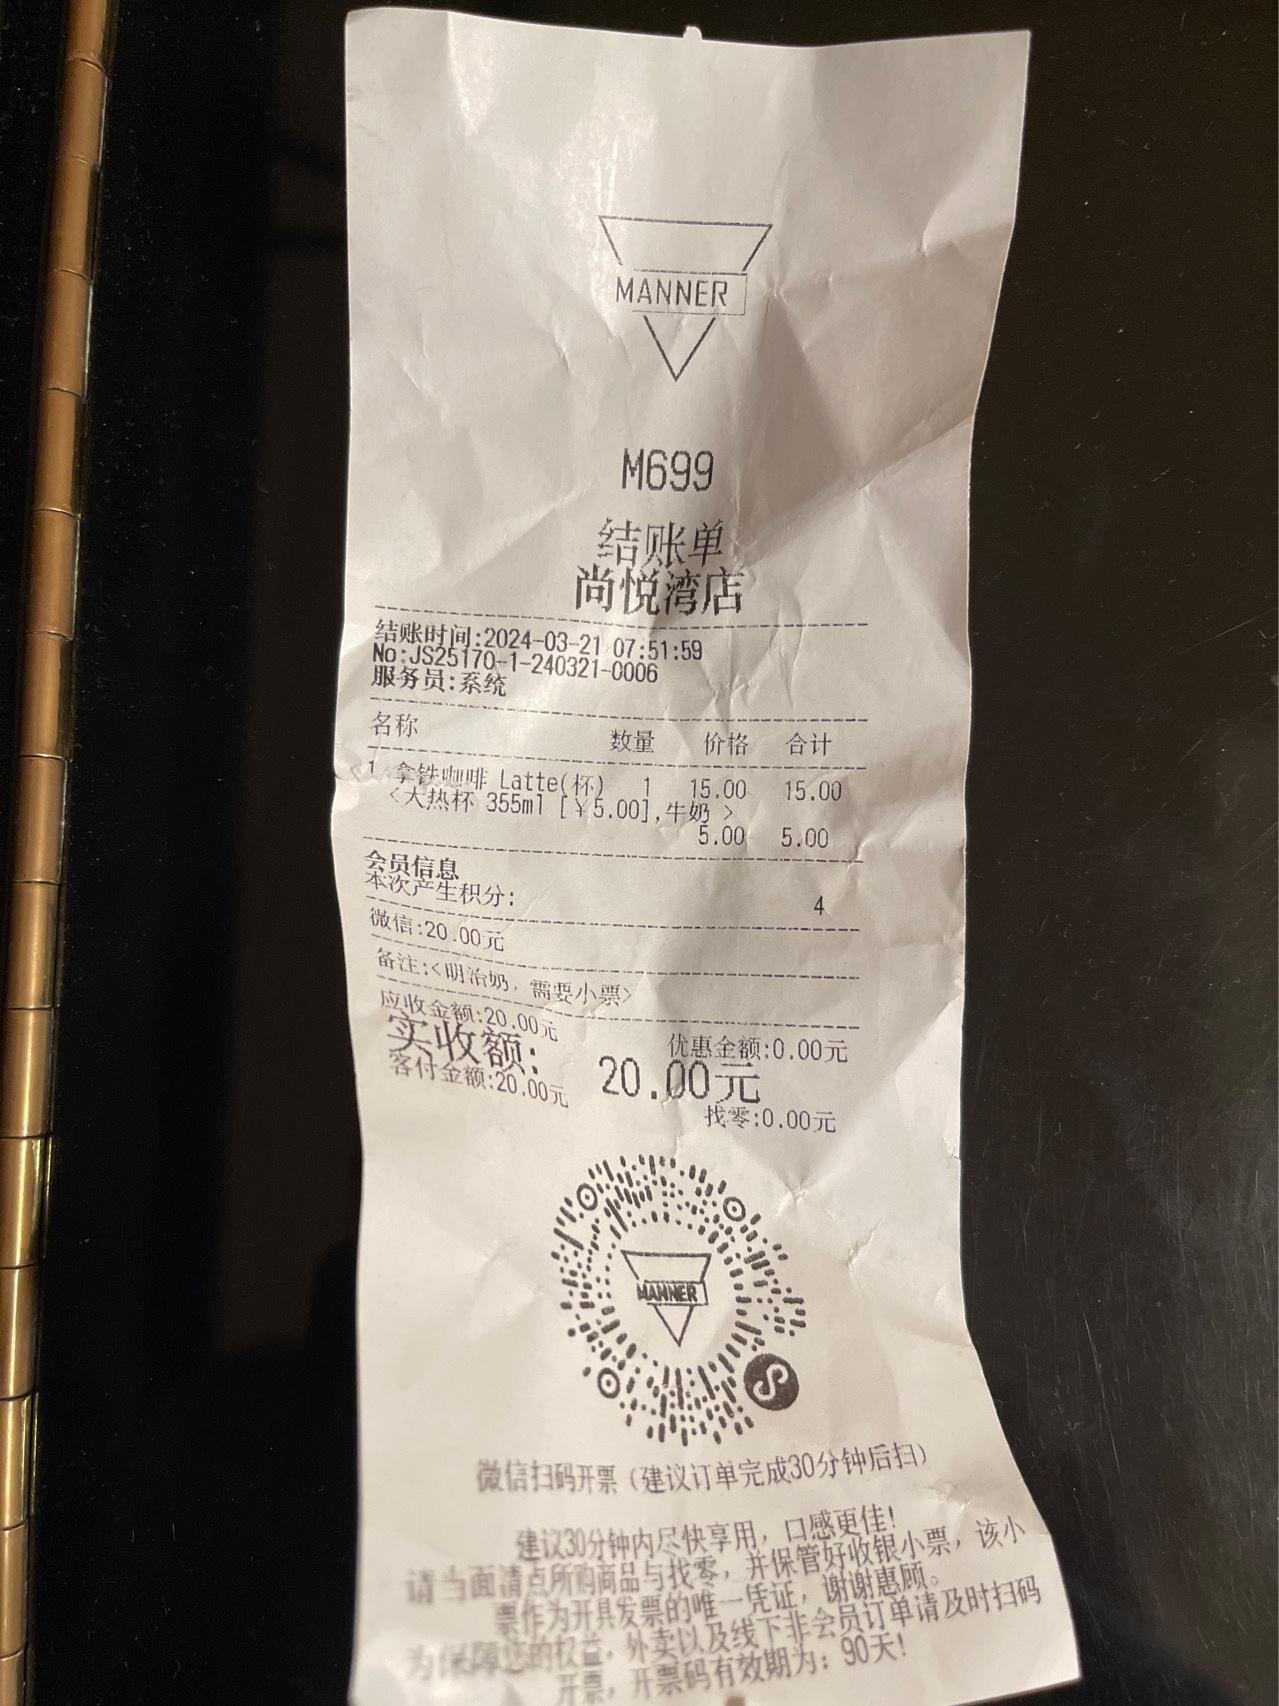 MANNER
M699
结账单
尚悦湾店
结账时间:2024-03-21 07:51:59
No:JS25170-1-240321-0006
服务员:系统
名称 数量 价格 合计
1 拿铁咖啡 Latte(杯) 1 15.00 15.00
<大热杯 355ml [￥5.00],牛奶 >
5.00 5.00
会员信息
本次产生积分: 4
微信:20.00元
备注:<明治奶，需要小票>
应收金额:20.00元 优惠金额:0.00元
实收额: 20.00元
客付金额:20.00元 找零:0.00元
MANNER
微信扫码开票（建议订单完成30分钟后扫）
建议30分钟内尽快享用，口感更佳！
请当面清点所购商品与找零，并保管好收银小票，该小
票作为开具发票的唯一凭证，谢谢惠顾。
为保障您的权益，外卖以及线下非会员订单请及时扫码
开票，开票码有效期为：90天！